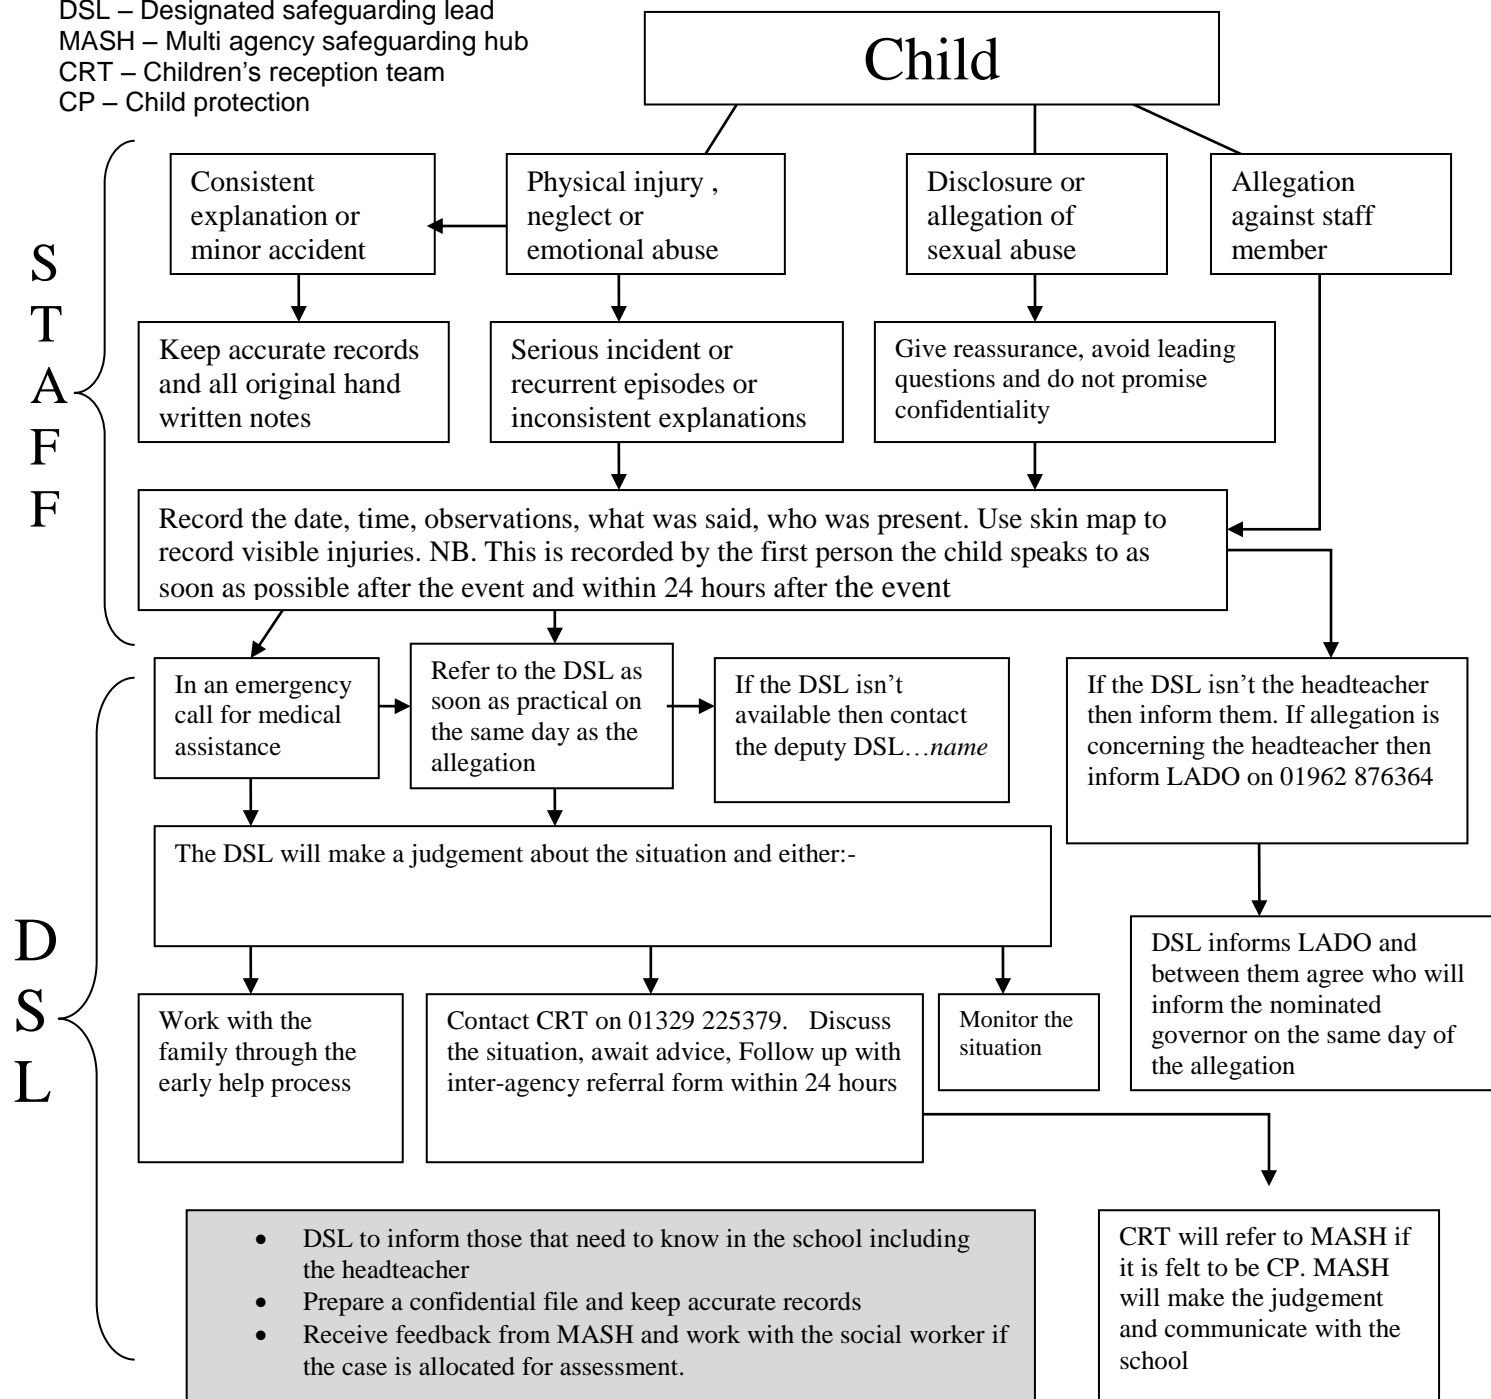 DSL – Designated safeguarding lead
MASH – Multi agency safeguarding hub
CRT – Children's reception team
CP – Child protection
Child
S
T
A
F
F
Consistent
explanation or
minor accident
Physical injury ,
neglect or
emotional abuse
Disclosure or
allegation of
sexual abuse
Allegation
against staff
member
Keep accurate records
and all original hand
written notes
Serious incident or
recurrent episodes or
inconsistent explanations
Give reassurance, avoid leading
questions and do not promise
confidentiality
Record the date, time, observations, what was said, who was present. Use skin map to
record visible injuries. NB. This is recorded by the first person the child speaks to as
soon as possible after the event and within 24 hours after the event
D
S
L
In an emergency
call for medical
assistance
Refer to the DSL as
soon as practical on
the same day as the
allegation
If the DSL isn't
available then contact
the deputy DSL…name
If the DSL isn't the headteacher
then inform them. If allegation is
concerning the headteacher then
inform LADO on 01962 876364
The DSL will make a judgement about the situation and either:-
DSL informs LADO and
between them agree who will
inform the nominated
governor on the same day of
the allegation
Work with the
family through the
early help process
Contact CRT on 01329 225379. Discuss
the situation, await advice, Follow up with
inter-agency referral form within 24 hours
Monitor the
situation
• DSL to inform those that need to know in the school including
the headteacher
• Prepare a confidential file and keep accurate records
• Receive feedback from MASH and work with the social worker if
the case is allocated for assessment.
CRT will refer to MASH if
it is felt to be CP. MASH
will make the judgement
and communicate with the
school